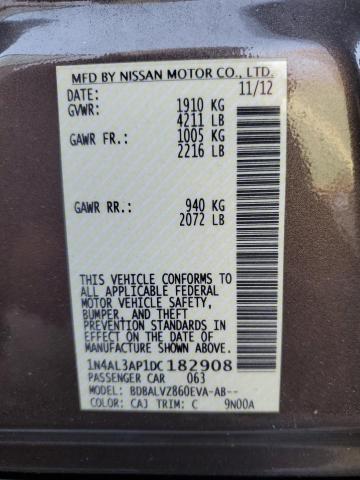 MFD BY NISSAN MOTOR CO., LTD.
DATE: 11/12
GVWR: 1910 KG
4211 LB
GAWR FR.: 1005 KG
2216 LB
GAWR RR.: 940 KG
2072 LB
THIS VEHICLE CONFORMS TO
ALL APPLICABLE FEDERAL
MOTOR VEHICLE SAFETY,
BUMPER, AND THEFT
PREVENTION STANDARDS IN
EFFECT ON THE DATE OF
MANUFACTURE SHOWN ABOVE.
1N4AL3AP1DC182908
PASSENGER CAR 063
MODEL: BDBALVZ860EVA-AB--
COLOR: CAJ TRIM: C 9N00A